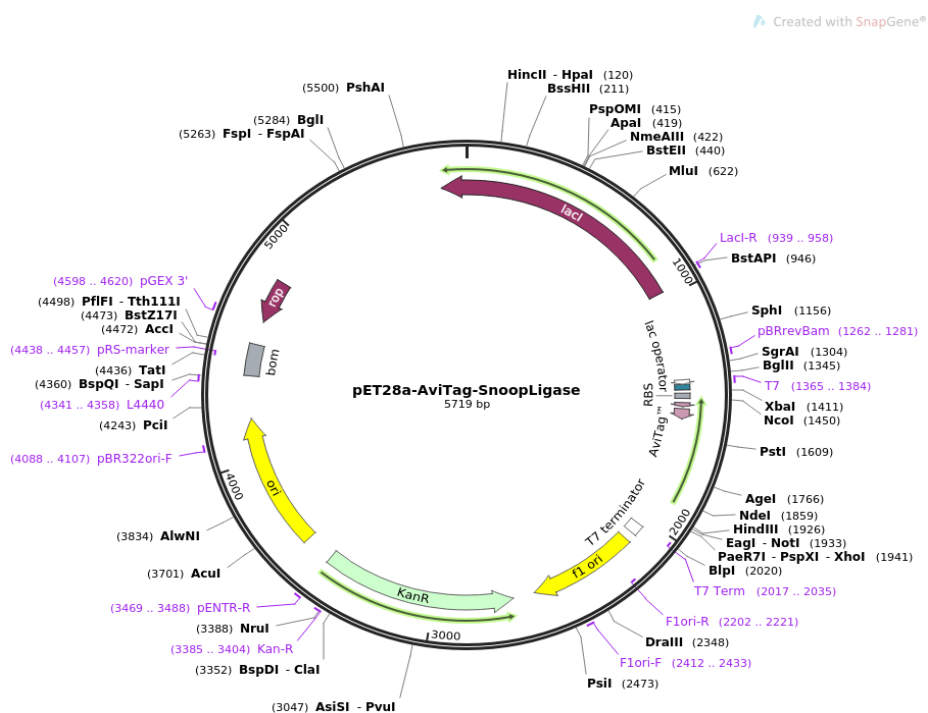 Created with SnapGene®
HincII - HpaI (120)
BssHII (211)
PspOMI (415)
ApaI (419)
NmeAIII (422)
BstEII (440)
MluI (622)
LacI-R (939 .. 958)
BstAPI (946)
SphI (1156)
pBRrevBam (1262 .. 1281)
SgrAI (1304)
BglII (1345)
T7 (1365 .. 1384)
XbaI (1411)
NcoI (1450)
PstI (1609)
AgeI (1766)
NdeI (1859)
HindIII (1926)
EagI - NotI (1933)
PaeR7I - PspXI - XhoI (1941)
BlpI (2020)
T7 Term (2017 .. 2035)
F1ori-R (2202 .. 2221)
DraIII (2348)
F1ori-F (2412 .. 2433)
PsiI (2473)
(3047) AsiSI - PvuI
(3352) BspDI - ClaI
(3385 .. 3404) Kan-R
(3388) NruI
(3469 .. 3488) pENTR-R
(3701) AcuI
(3834) AlwNI
(4088 .. 4107) pBR322ori-F
(4243) PciI
(4341 .. 4358) L4440
(4360) BspQI - SapI
(4436) TatI
(4438 .. 4457) pRS-marker
(4472) AccI
(4473) BstZ17I
(4498) PflFI - Tth111I
(4598 .. 4620) pGEX 3'
(5263) FspI - FspAI
(5284) BglI
(5500) PshAI
lacI
1000
lac operator
RBS
AviTag™
2000
T7 terminator
f1 ori
3000
KanR
ori
4000
bom
rop
5000
pET28a-AviTag-SnoopLigase
5719 bp